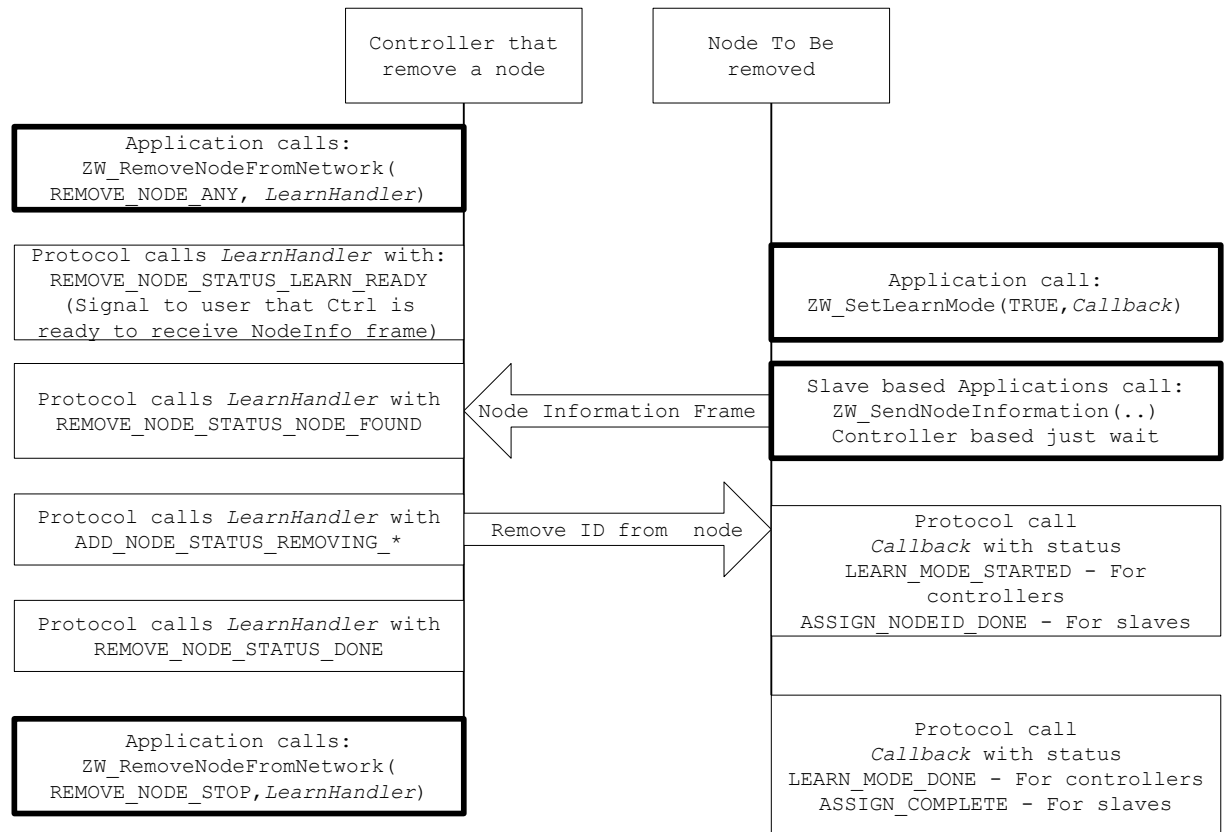 Controller that
remove a node
Node To Be
removed
Application calls:
ZW_RemoveNodeFromNetwork(
REMOVE_NODE_ANY, LearnHandler)
Protocol calls LearnHandler with:
REMOVE_NODE_STATUS_LEARN_READY
(Signal to user that Ctrl is
ready to receive NodeInfo frame)
Application call:
ZW_SetLearnMode(TRUE,Callback)
Protocol calls LearnHandler with
REMOVE_NODE_STATUS_NODE_FOUND
Node Information Frame
Slave based Applications call:
ZW_SendNodeInformation(..)
Controller based just wait
Protocol calls LearnHandler with
ADD_NODE_STATUS_REMOVING_*
Remove ID from node
Protocol call
Callback with status
LEARN_MODE_STARTED - For
controllers
ASSIGN_NODEID_DONE - For slaves
Protocol calls LearnHandler with
REMOVE_NODE_STATUS_DONE
Application calls:
ZW_RemoveNodeFromNetwork(
REMOVE_NODE_STOP,LearnHandler)
Protocol call
Callback with status
LEARN_MODE_DONE - For controllers
ASSIGN_COMPLETE - For slaves